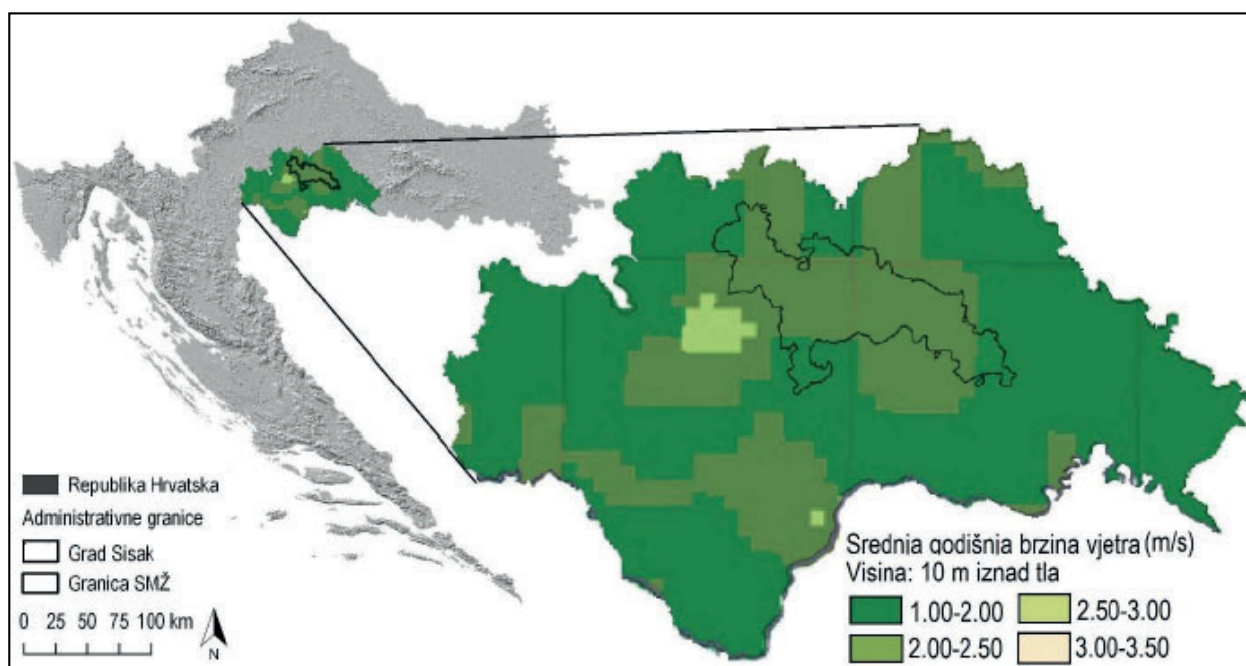 Republika Hrvatska
Administrativne granice
Grad Sisak
Granica SMŽ
0 25 50 75 100 km
N
Srednja godišnja brzina vjetra (m/s)
Visina: 10 m iznad tla
1.00-2.00
2.50-3.00
2.00-2.50
3.00-3.50